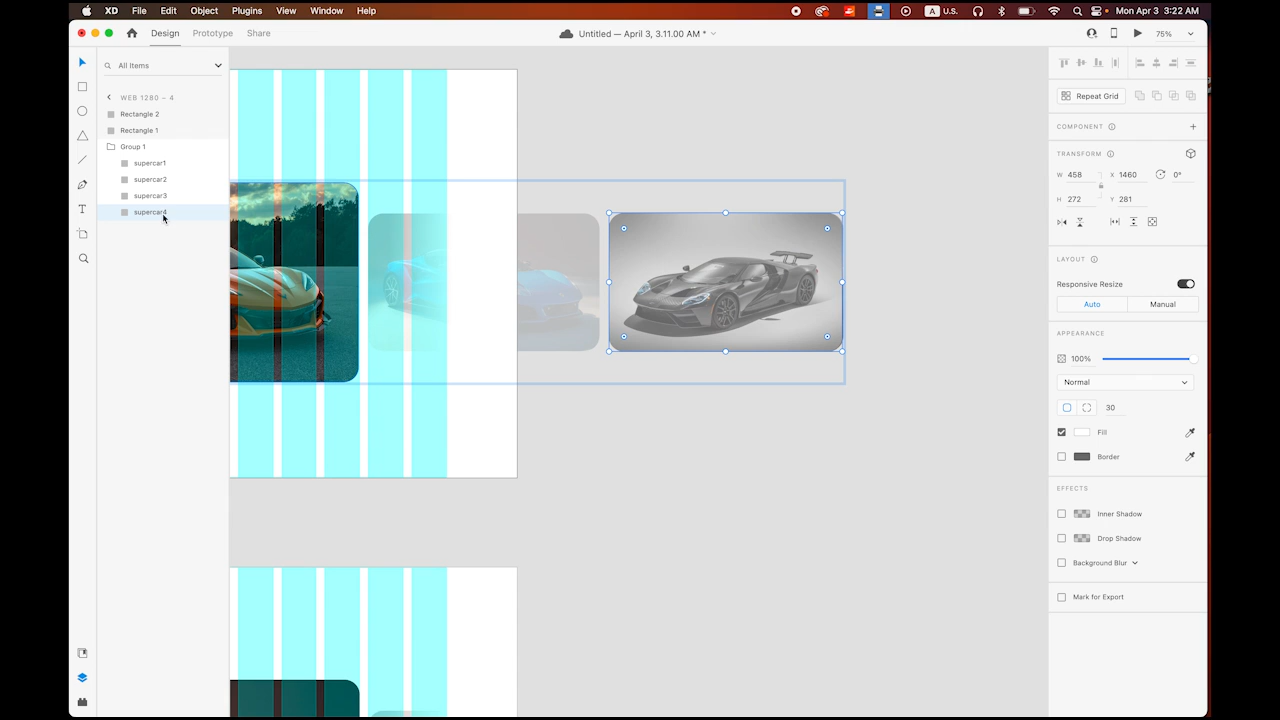 XD File Edit Object Plugins View Window Help A U.S. Mon Apr 3 3:22 AM
Design Prototype Share Untitled — April 3, 3.11.00 AM * 75%
All Items
WEB 1280 – 4
Rectangle 2
Rectangle 1
Group 1
supercar1
supercar2
supercar3
supercar4
Repeat Grid
COMPONENT
TRANSFORM
W 458 X 1460 0°
H 272 Y 281
LAYOUT
Responsive Resize
Auto Manual
APPEARANCE
100%
Normal
30
Fill
Border
EFFECTS
Inner Shadow
Drop Shadow
Background Blur
Mark for Export